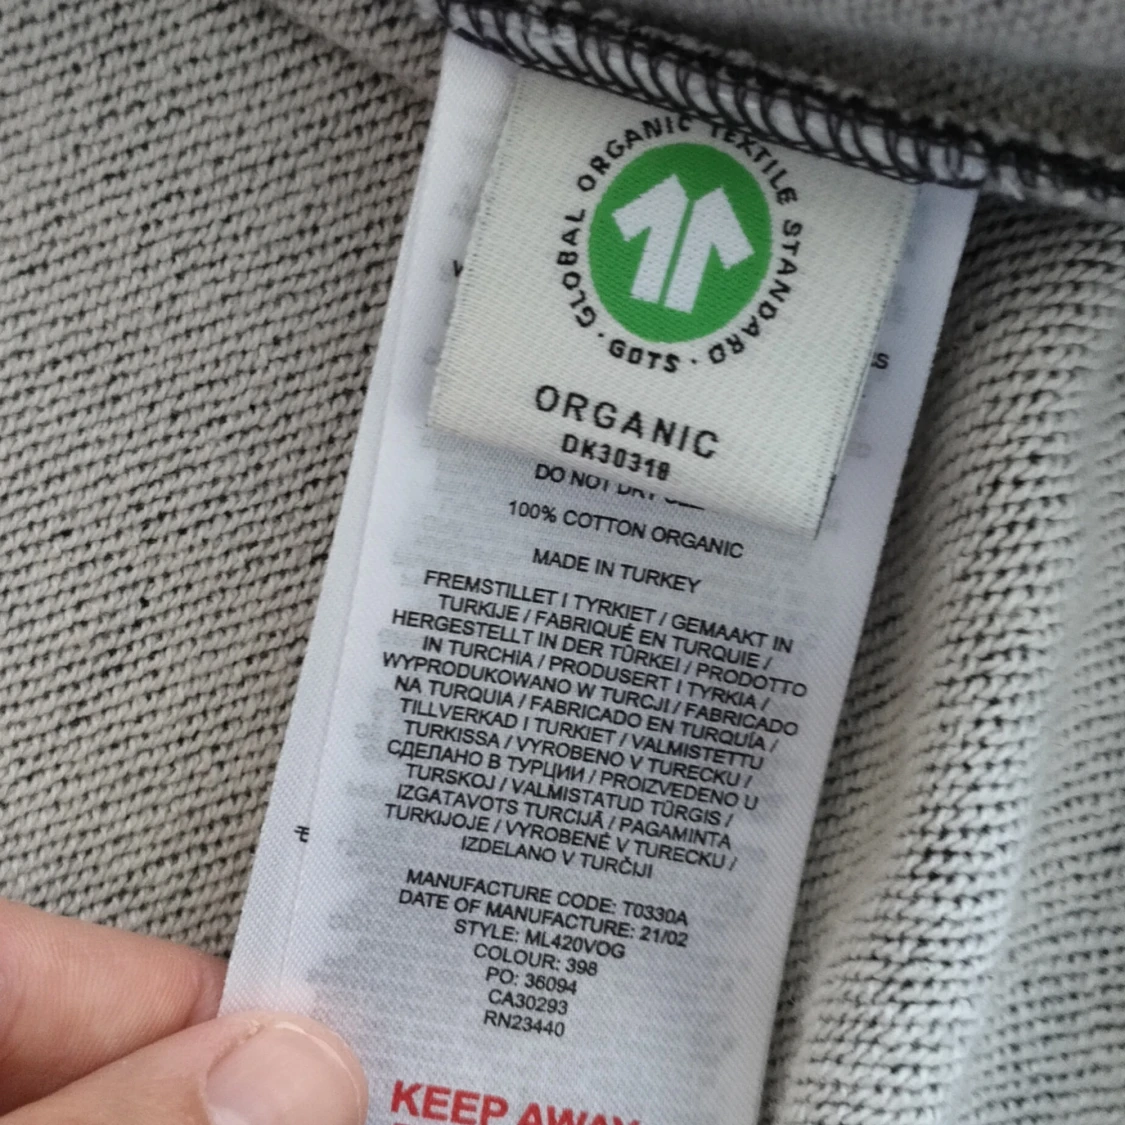 GLOBAL ORGANIC TEXTILE STANDARD · GOTS ·
ORGANIC
DK30318
DO NOT DRY
100% COTTON ORGANIC
MADE IN TURKEY
FREMSTILLET I TYRKIET / GEMAAKT IN
TURKIJE / FABRIQUÉ EN TURQUIE /
HERGESTELLT IN DER TÜRKEI / PRODOTTO
IN TURCHIA / PRODUSERT I TYRKIA /
WYPRODUKOWANO W TURCJI / FABRICADO
NA TURQUIA / FABRICADO EN TURQUÍA /
TILLVERKAD I TURKIET / VALMISTETTU
TURKISSA / VYROBENO V TURECKU /
СДЕЛАНО В ТУРЦИИ / PROIZVEDENO U
TURSKOJ / VALMISTATUD TÜRGIS /
IZGATAVOTS TURCIJĀ / PAGAMINTA
TURKIJOJE / VYROBENÉ V TURECKU /
IZDELANO V TURČIJI
MANUFACTURE CODE: T0330A
DATE OF MANUFACTURE: 21/02
STYLE: ML420VOG
COLOUR: 398
PO: 36094
CA30293
RN23440
KEEP AWAY